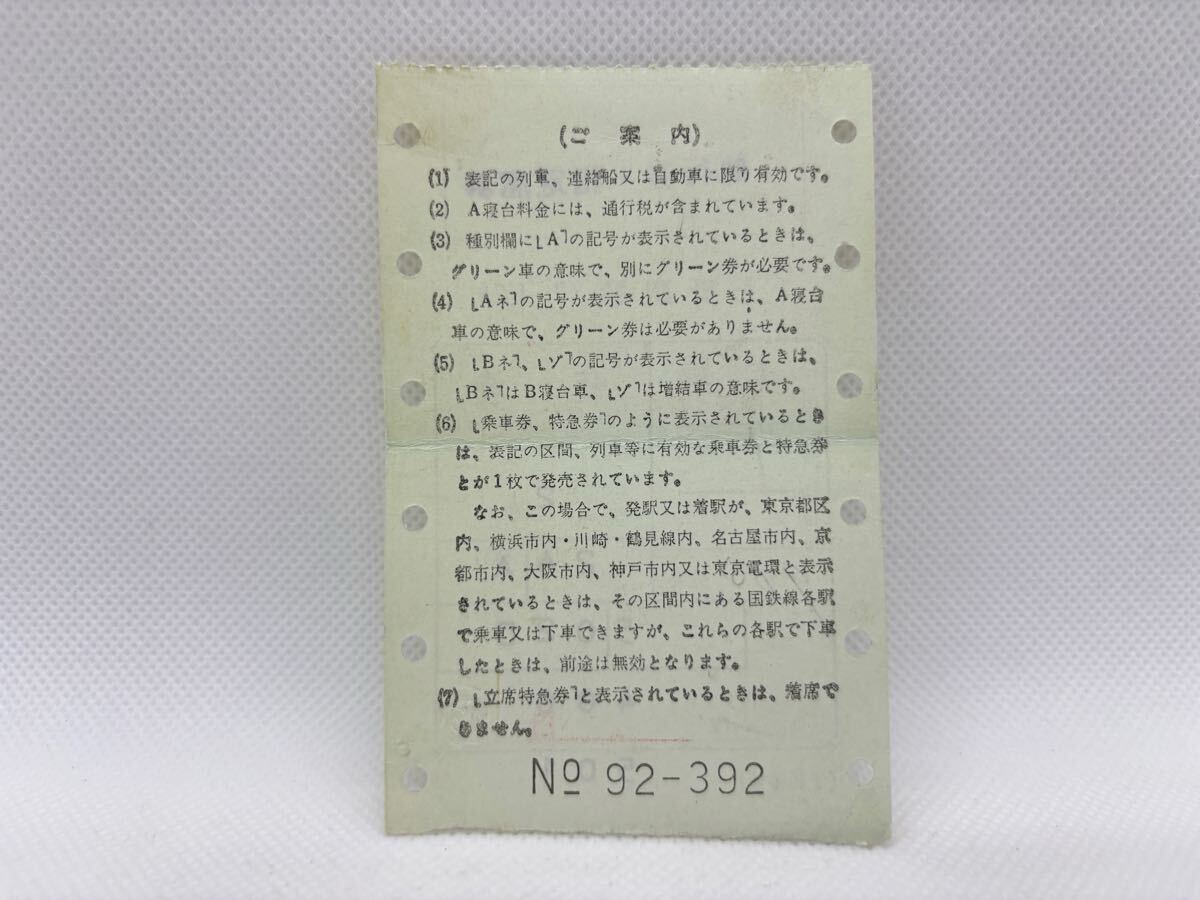 (ご案内)
(1) 表記の列車、連絡船又は自動車に限り有効です。
(2) A寝台料金には、通行税が含まれています。
(3) 種別欄に⌊A⌉の記号が表示されているときは、
グリーン車の意味で、別にグリーン券が必要です。
(4) ⌊Aネ⌉の記号が表示されているときは、A寝台
車の意味で、グリーン券は必要がありません。
(5) ⌊Bネ⌉、⌊ゾ⌉の記号が表示されているときは、
⌊Bネ⌉はB寝台車、⌊ゾ⌉は増結車の意味です。
(6) ⌊乗車券、特急券⌉のように表示されているとき
は、表記の区間、列車等に有効な乗車券と特急券
とが1枚で発売されています。
なお、この場合で、発駅又は着駅が、東京都区
内、横浜市内・川崎・鶴見線内、名古屋市内、京
都市内、大阪市内、神戸市内又は東京電環と表示
されているときは、その区間内にある国鉄線各駅
で乗車又は下車できますが、これらの各駅で下車
したときは、前途は無効となります。
(7) ⌊立席特急券⌉と表示されているときは、着席で
きません。
№ 92-392